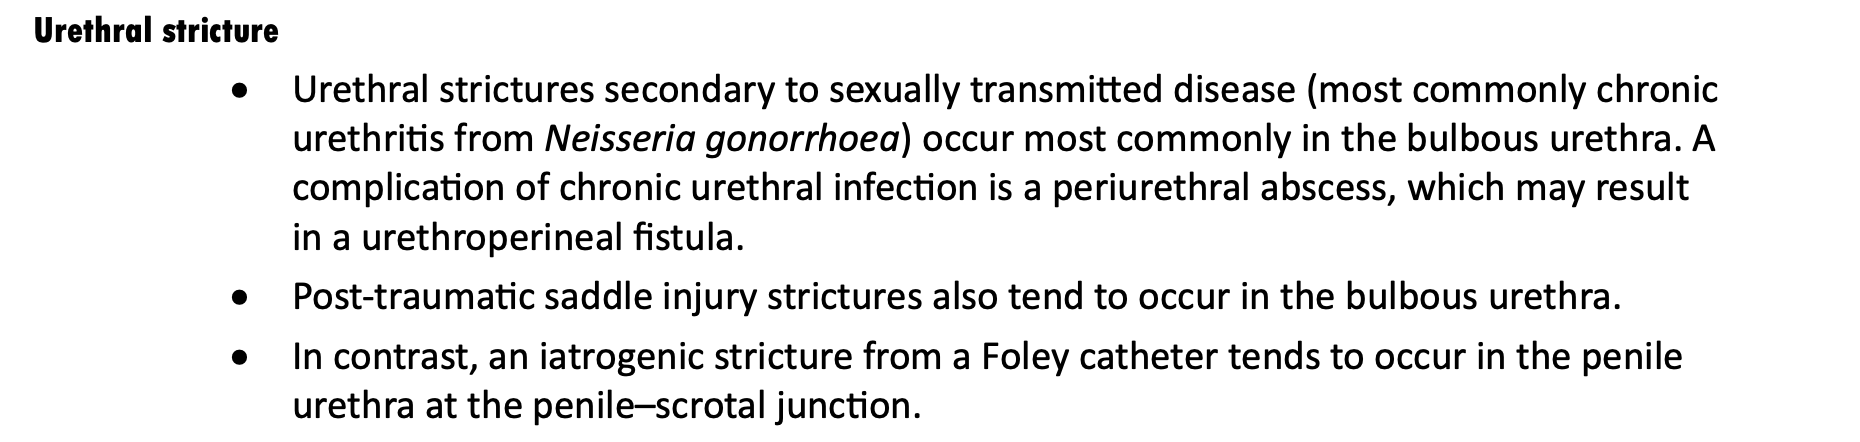 Urethral stricture
• Urethral strictures secondary to sexually transmitted disease (most commonly chronic
urethritis from Neisseria gonorrhoea) occur most commonly in the bulbous urethra. A
complication of chronic urethral infection is a periurethral abscess, which may result
in a urethroperineal fistula.
• Post-traumatic saddle injury strictures also tend to occur in the bulbous urethra.
• In contrast, an iatrogenic stricture from a Foley catheter tends to occur in the penile
urethra at the penile–scrotal junction.